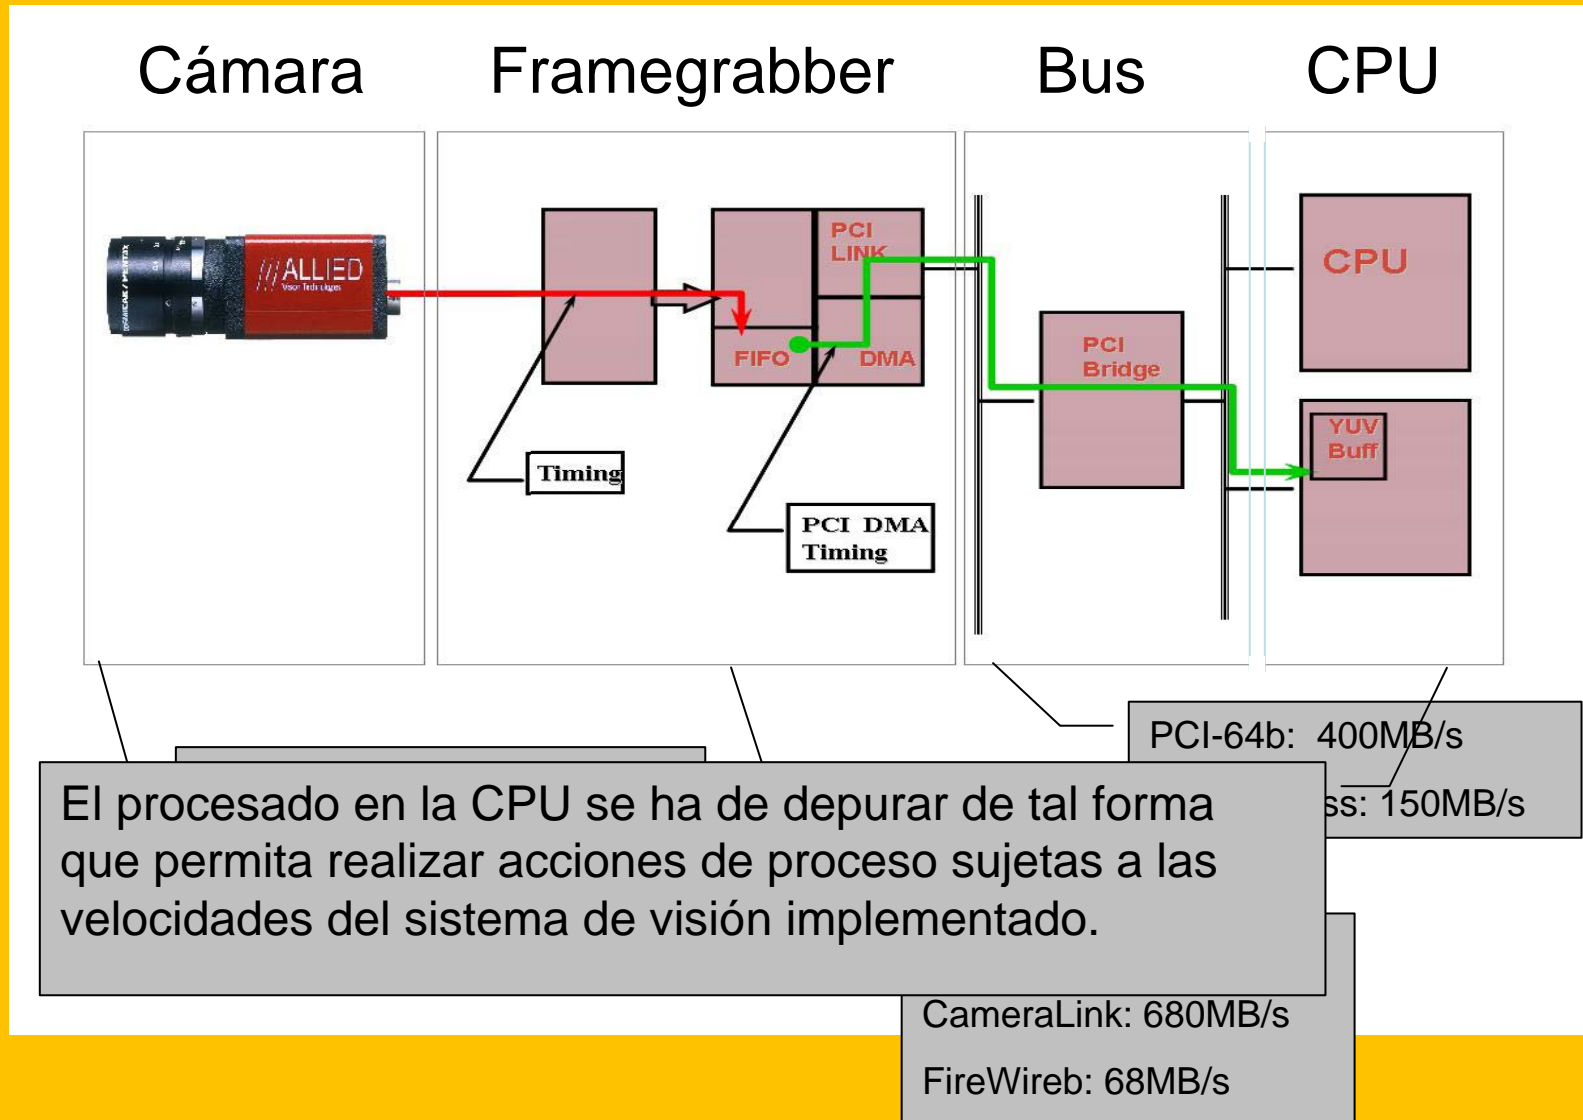 Cámara Framegrabber Bus CPU
ALLIED
Vision Technologies
PCI
LINK
FIFO
DMA
Timing
PCI DMA
Timing
PCI
Bridge
CPU
YUV
Buff
PCI-64b: 400MB/s
ss: 150MB/s
El procesado en la CPU se ha de depurar de tal forma
que permita realizar acciones de proceso sujetas a las
velocidades del sistema de visión implementado.
CameraLink: 680MB/s
FireWireb: 68MB/s